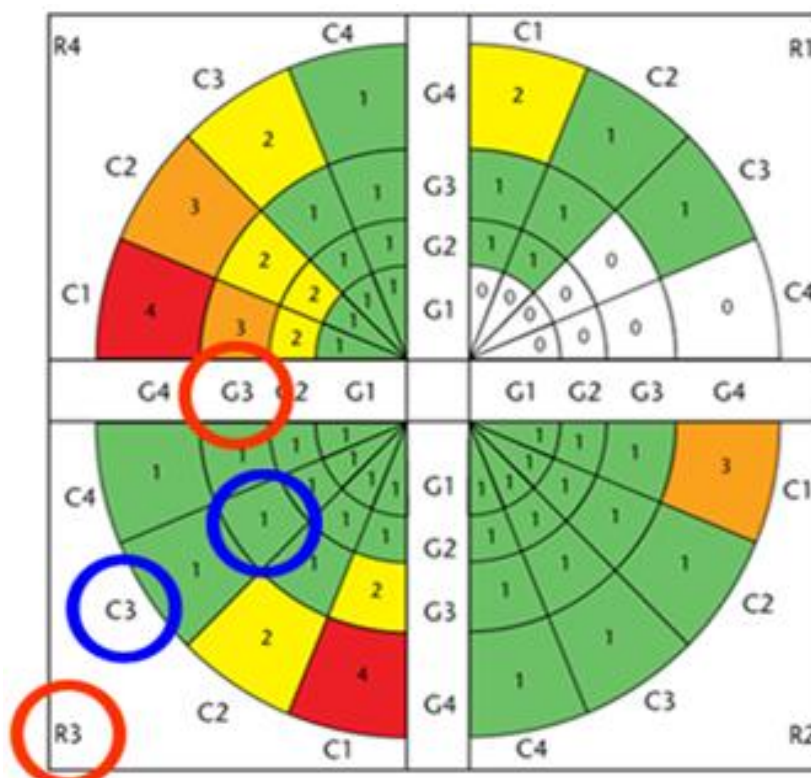 R4 C4 C1 R1
C3 C2
1 G4 2
2 1
C2 C3
3 1 1 G3 1 1 1
1 1 G2 1 1
2 2 0
C1 C4
4 3 2 1 1 G1 0 0 0 0
1 1 0 0 0 0
G4 G3 G2 G1 G1 G2 G3 G4
C4 C1
1 1 1 1 1 1 1 3
1 1 1 1 G1 1 1 1
1 1 1 1 1 1
1 1 1 G2 1 1 1
C3 C2
2 G3 1
2 4 1 1
C2 C3
R3 C1 G4 C4 R2